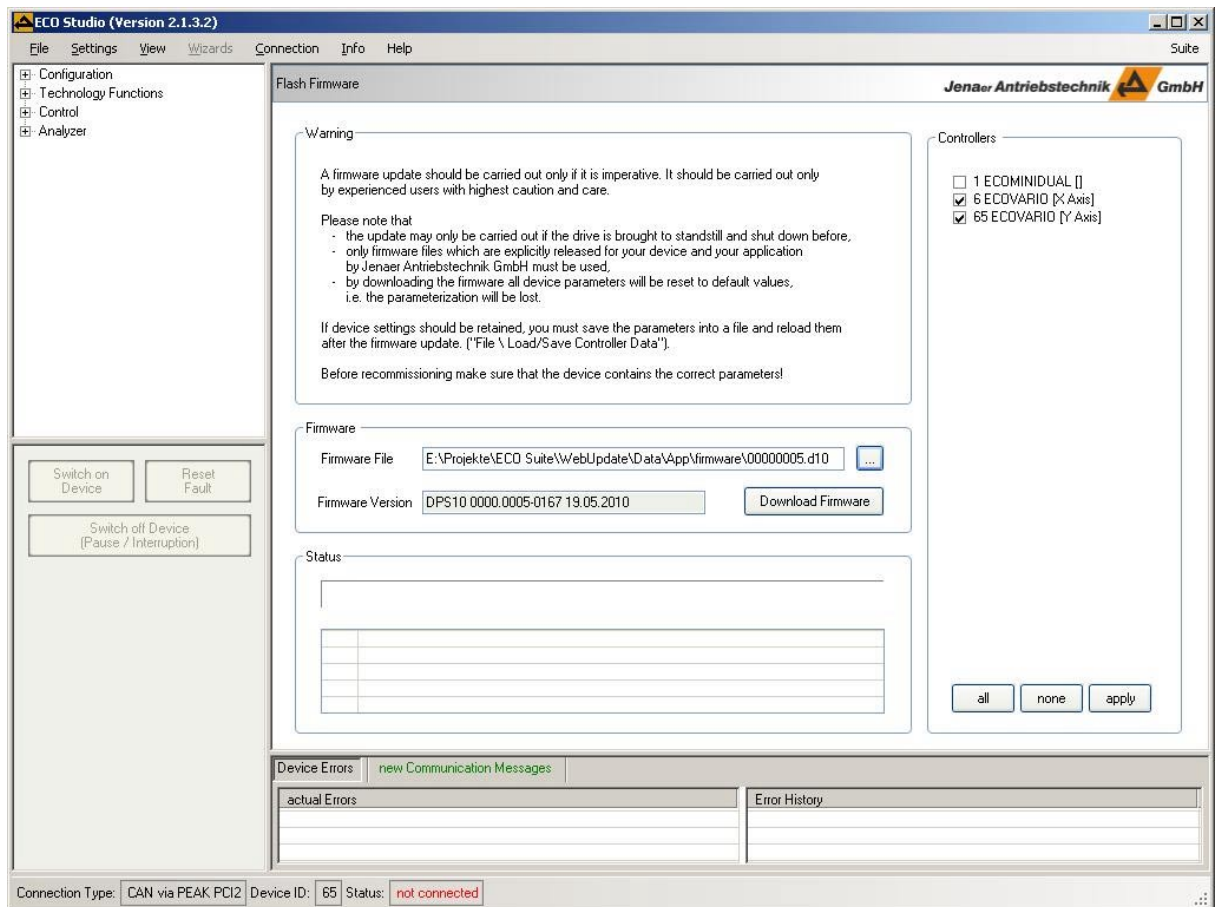 ECO Studio (Version 2.1.3.2)
File Settings View Wizards Connection Info Help Suite
Configuration
Technology Functions
Control
Analyzer
Switch on Device
Reset Fault
Switch off Device
(Pause / Interruption)
Flash Firmware
Jenaer Antriebstechnik GmbH
Warning
A firmware update should be carried out only if it is imperative. It should be carried out only
by experienced users with highest caution and care.
Please note that
- the update may only be carried out if the drive is brought to standstill and shut down before,
- only firmware files which are explicitly released for your device and your application
by Jenaer Antriebstechnik GmbH must be used,
- by downloading the firmware all device parameters will be reset to default values,
i.e. the parameterization will be lost.
If device settings should be retained, you must save the parameters into a file and reload them
after the firmware update. ("File \ Load/Save Controller Data").
Before recommissioning make sure that the device contains the correct parameters!
Firmware
Firmware File E:\Projekte\ECO Suite\WebUpdate\Data\App\firmware\00000005.d10 ...
Firmware Version DPS10 0000.0005-0167 19.05.2010 Download Firmware
Status
Controllers
1 ECOMINIDUAL []
6 ECOVARIO [X Axis]
65 ECOVARIO [Y Axis]
all none apply
Device Errors new Communication Messages
actual Errors Error History
Connection Type: CAN via PEAK PCI2 Device ID: 65 Status: not connected